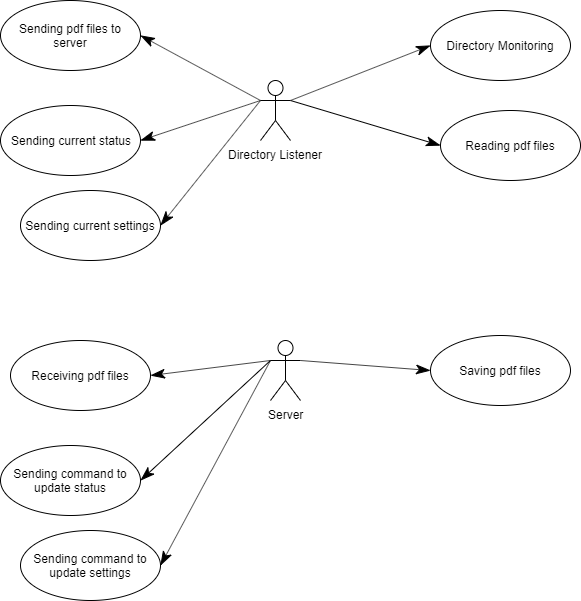 Sending pdf files to
server
Directory Monitoring
Sending current status
Reading pdf files
Directory Listener
Sending current settings
Receiving pdf files
Saving pdf files
Server
Sending command to
update status
Sending command to
update settings